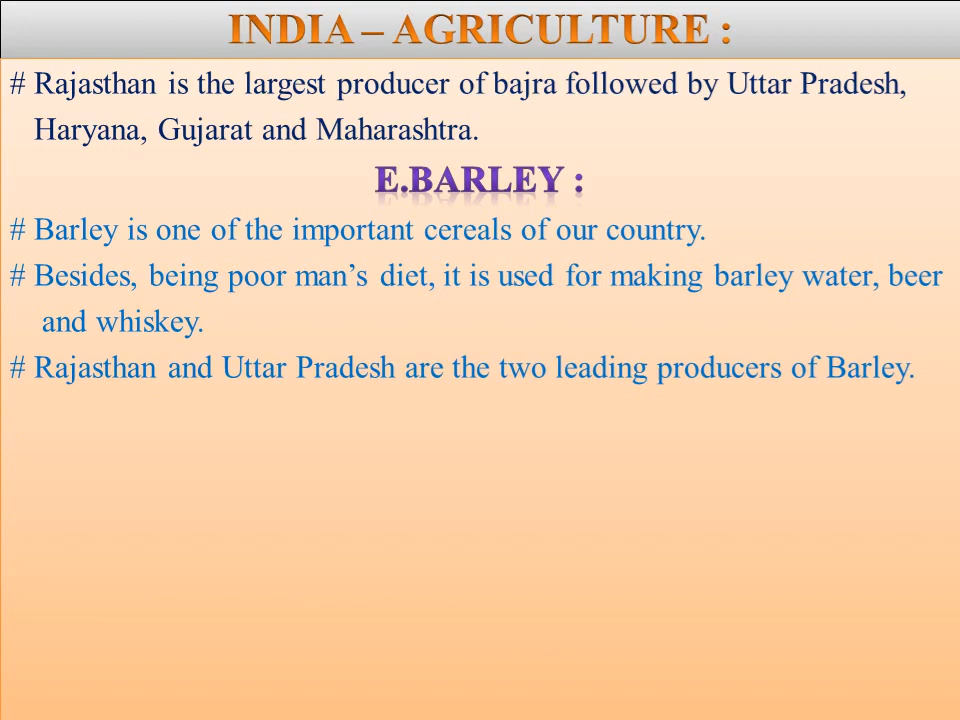 INDIA – AGRICULTURE :
# Rajasthan is the largest producer of bajra followed by Uttar Pradesh,
Haryana, Gujarat and Maharashtra.
E.BARLEY :
# Barley is one of the important cereals of our country.
# Besides, being poor man’s diet, it is used for making barley water, beer
and whiskey.
# Rajasthan and Uttar Pradesh are the two leading producers of Barley.